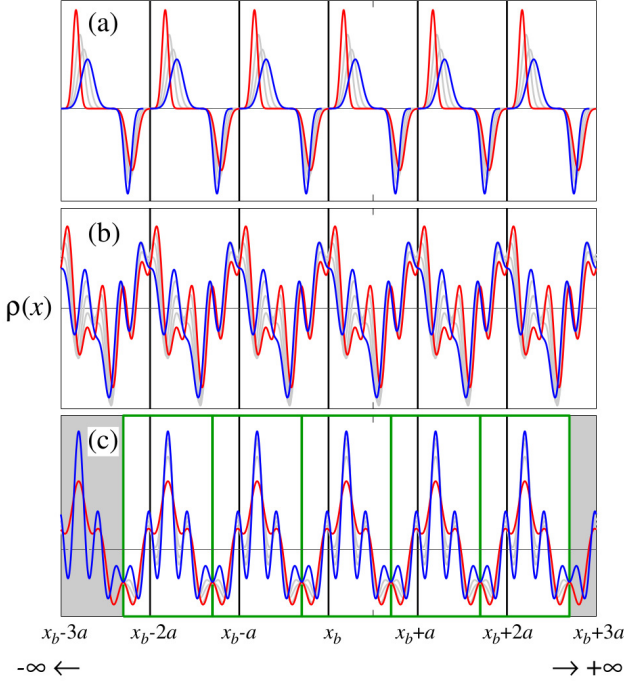 (a)
(b)
ρ(x)
(c)
x_b-3a x_b-2a x_b-a x_b x_b+a x_b+2a x_b+3a
-∞ ← → +∞